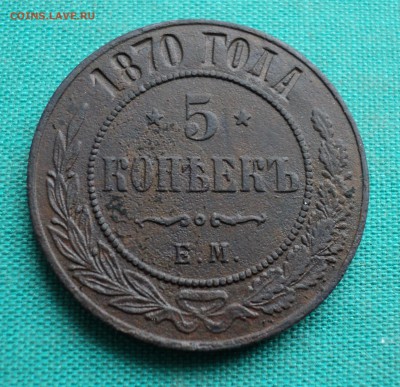 COINS.LAVE.RU
1870 ГОДА
5
КОПѢЕКЪ
Е.М.